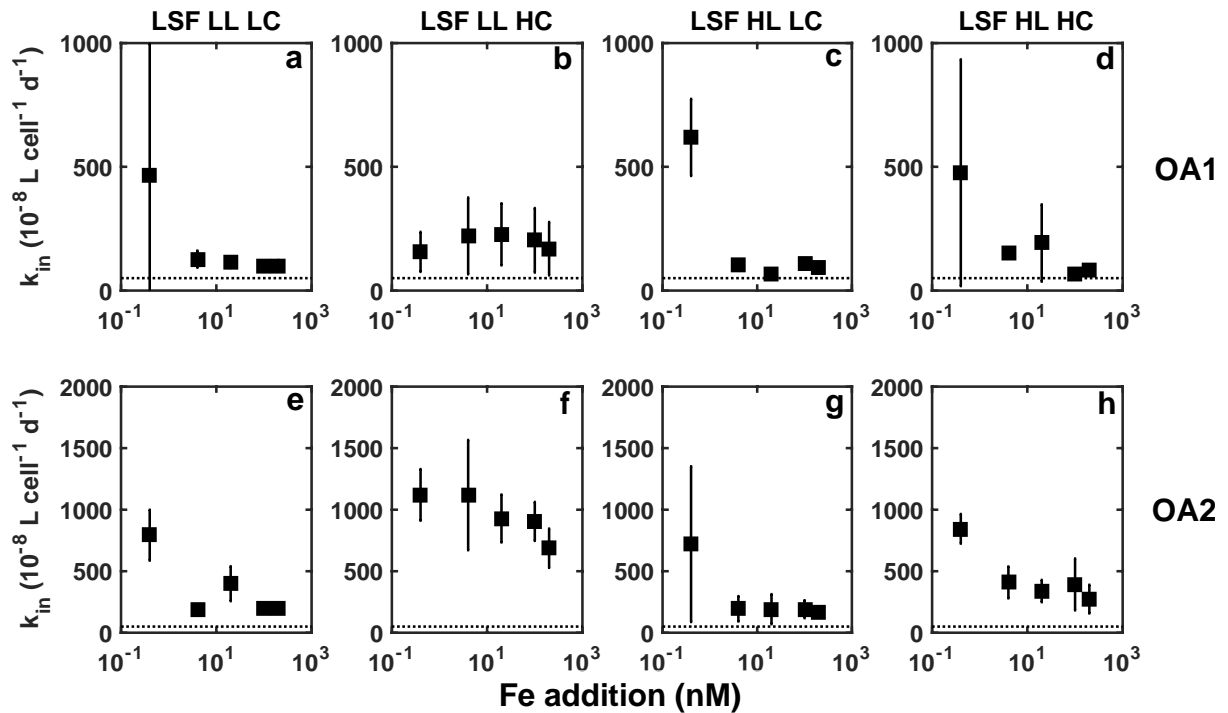 LSF LL LC LSF LL HC LSF HL LC LSF HL HC
1000 1000 1000 1000
a b c d
k_in (10^-8 L cell^-1 d^-1)
500 500 500 500
OA1
0 0 0 0
10^-1 10^1 10^3 10^-1 10^1 10^3 10^-1 10^1 10^3 10^-1 10^1 10^3
2000 2000 2000 2000
e f g h
k_in (10^-8 L cell^-1 d^-1)
1500 1500 1500 1500
1000 1000 1000 1000
OA2
500 500 500 500
0 0 0 0
10^-1 10^1 10^3 10^-1 10^1 10^3 10^-1 10^1 10^3 10^-1 10^1 10^3
Fe addition (nM)